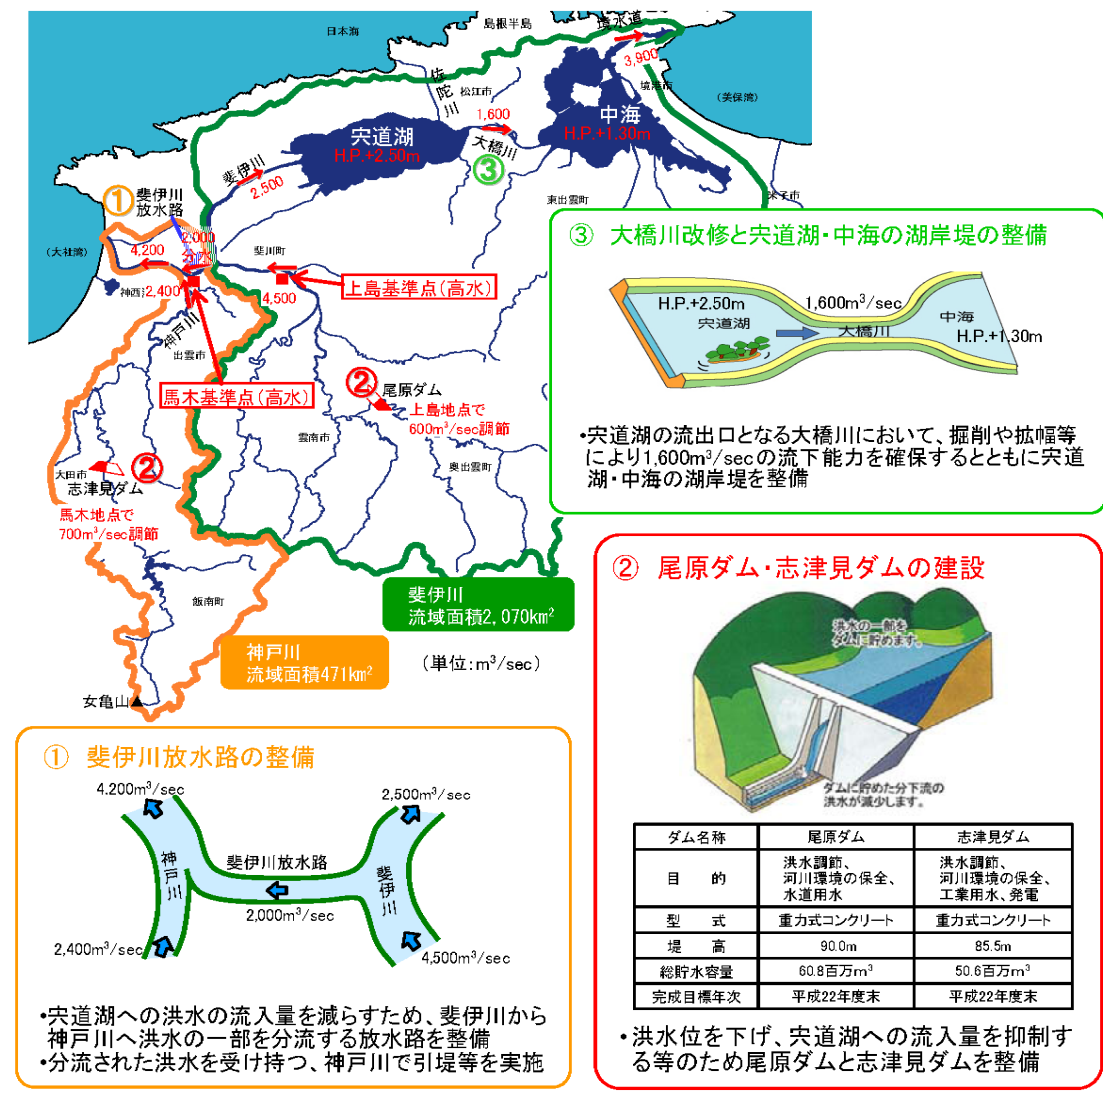 日本海
島根半島
境水道
3,900
佐陀川
松江市
境港市
(美保湾)
1,600
中海
H.P.+1.30m
宍道湖
H.P.+2.50m
大橋川
③
斐伊川
2,500
①
斐伊川
放水路
東出雲町
米子市
(大社湾)
4,200
2,000
斐川町
上島基準点(高水)
2,400
4,500
神戸川
出雲市
馬木基準点(高水)
②
尾原ダム
上島地点で
600m³/sec調節
雲南市
奥出雲町
大田市
②
志津見ダム
馬木地点で
700m³/sec調節
飯南町
斐伊川
流域面積2,070km²
神戸川
流域面積471km²
(単位:m³/sec)
女亀山
③ 大橋川改修と宍道湖・中海の湖岸堤の整備
H.P.+2.50m
宍道湖
1,600m³/sec
大橋川
中海
H.P.+1.30m
•宍道湖の流出口となる大橋川において、掘削や拡幅等
により1,600m³/secの流下能力を確保するとともに宍道
湖・中海の湖岸堤を整備
② 尾原ダム・志津見ダムの建設
洪水の一部を
ダムに貯めます。
ダムに貯めた分下流の
洪水が減少します。
ダム名称 尾原ダム 志津見ダム
目 的 洪水調節、 洪水調節、
河川環境の保全、 河川環境の保全、
水道用水 工業用水、発電
型 式 重力式コンクリート 重力式コンクリート
堤 高 90.0m 85.5m
総貯水容量 60.8百万m³ 50.6百万m³
完成目標年次 平成22年度末 平成22年度末
•洪水位を下げ、宍道湖への流入量を抑制す
る等のため尾原ダムと志津見ダムを整備
① 斐伊川放水路の整備
4,200m³/sec
2,500m³/sec
神戸川
斐伊川放水路
斐伊川
2,000m³/sec
2,400m³/sec
4,500m³/sec
•宍道湖への洪水の流入量を減らすため、斐伊川から
神戸川へ洪水の一部を分流する放水路を整備
•分流された洪水を受け持つ、神戸川で引堤等を実施